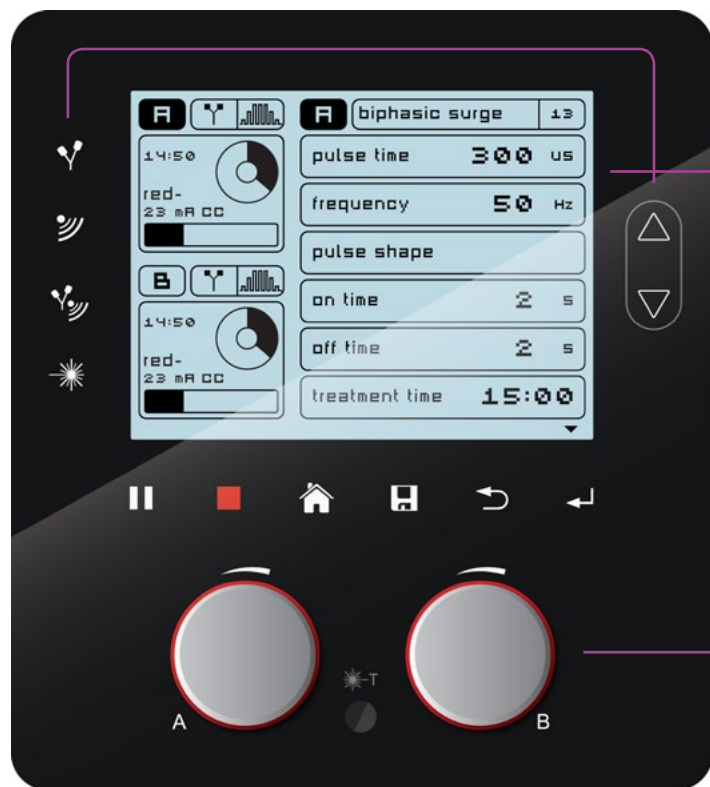 A
14:50
red-
23 mA CC
B
14:50
red-
23 mA CC
A biphasic surge 13
pulse time 300 us
frequency 50 Hz
pulse shape
on time 2 s
off time 2 s
treatment time 15:00
T
A
B